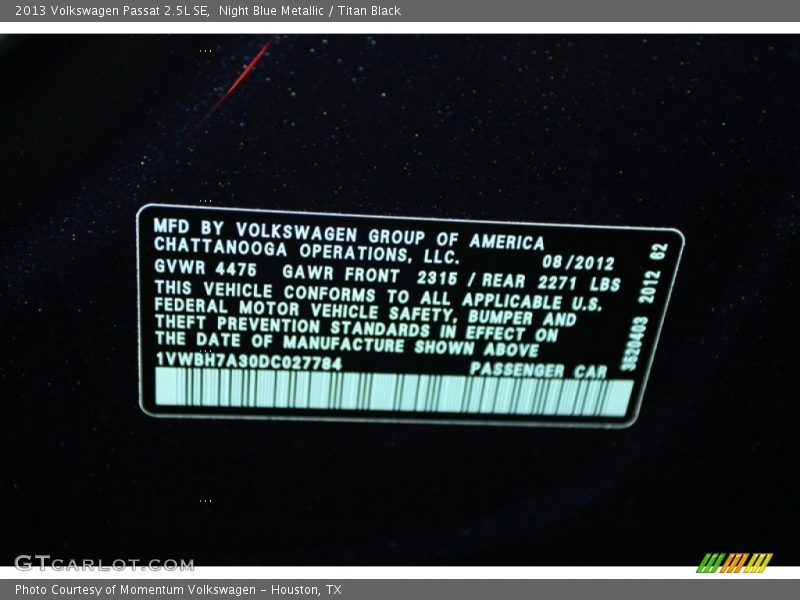 2013 Volkswagen Passat 2.5L SE,  Night Blue Metallic / Titan Black
MFD BY VOLKSWAGEN GROUP OF AMERICA
CHATTANOOGA OPERATIONS, LLC. 08/2012
GVWR 4475 GAWR FRONT 2315 / REAR 2271 LBS
THIS VEHICLE CONFORMS TO ALL APPLICABLE U.S.
FEDERAL MOTOR VEHICLE SAFETY, BUMPER AND
THEFT PREVENTION STANDARDS IN EFFECT ON
THE DATE OF MANUFACTURE SHOWN ABOVE
1VWBH7A30DC027784 PASSENGER CAR
3520403 2012 62
GTCARLOT.COM
Photo Courtesy of Momentum Volkswagen – Houston, TX